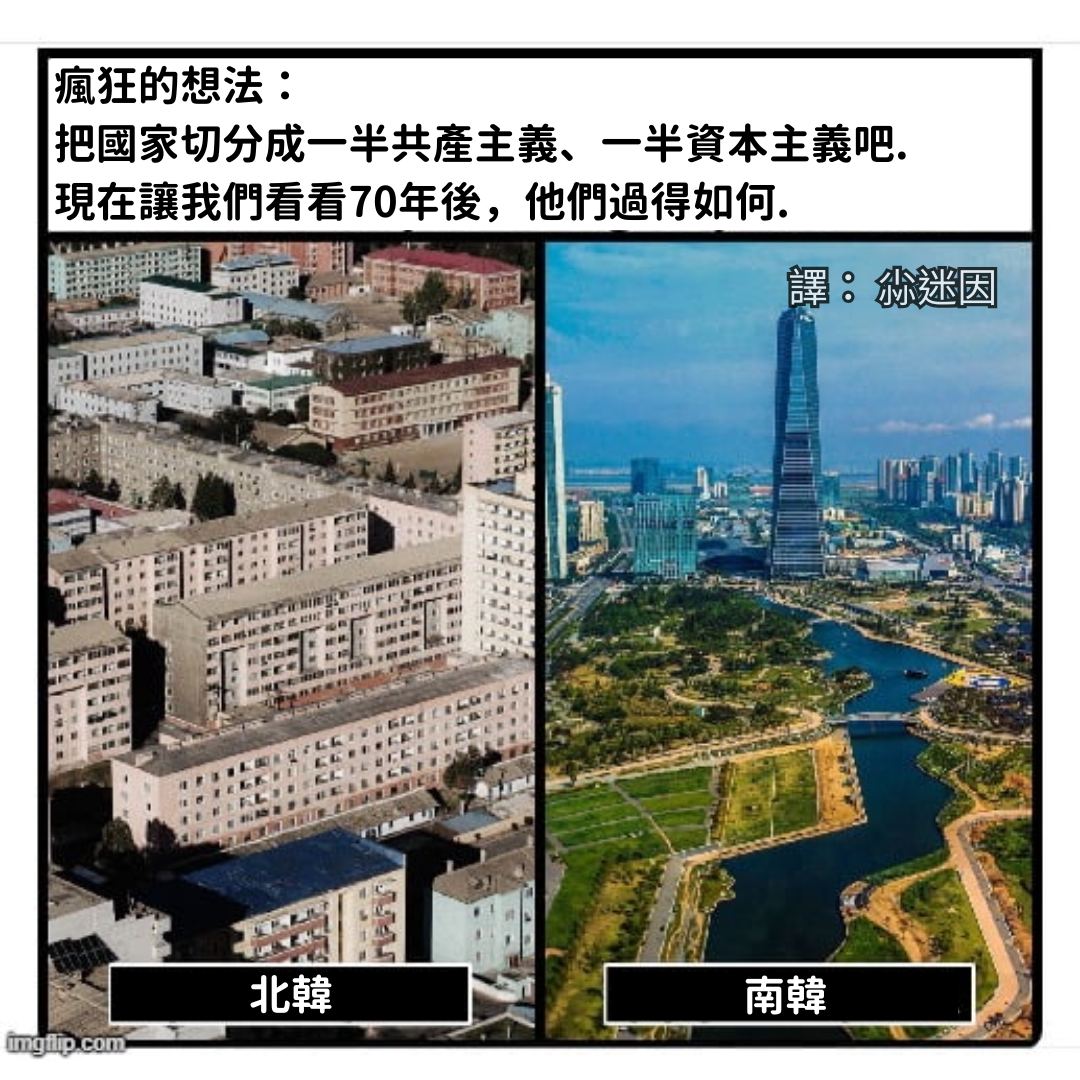 瘋狂的想法：
把國家切分成一半共產主義、一半資本主義吧.
現在讓我們看看70年後，他們過得如何.
譯：尛迷因
北韓
南韓
imgflip.com